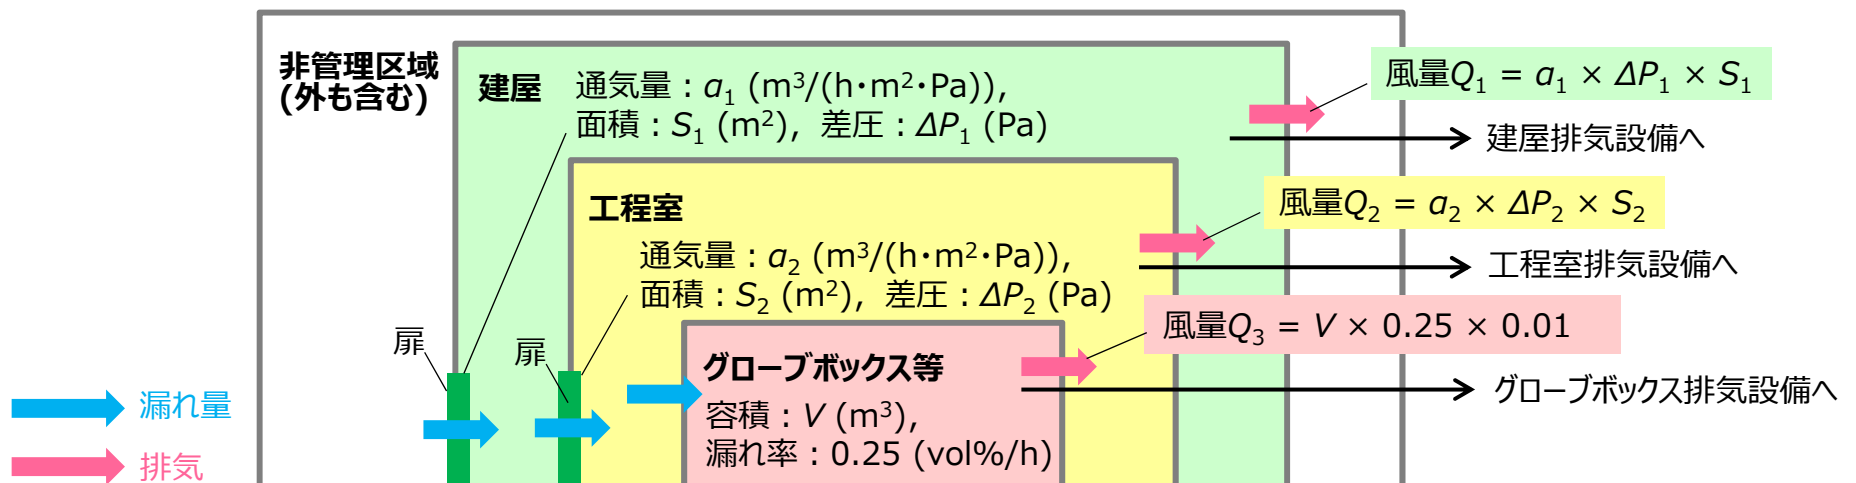 非管理区域
(外も含む)
建屋
通気量：a₁ (m³/(h･m²･Pa)),
面積：S₁ (m²), 差圧：ΔP₁ (Pa)
風量Q₁ = a₁ × ΔP₁ × S₁
建屋排気設備へ
工程室
通気量：a₂ (m³/(h･m²･Pa)),
面積：S₂ (m²), 差圧：ΔP₂ (Pa)
風量Q₂ = a₂ × ΔP₂ × S₂
工程室排気設備へ
扉
扉
グローブボックス等
容積：V (m³),
漏れ率：0.25 (vol%/h)
風量Q₃ = V × 0.25 × 0.01
グローブボックス排気設備へ
漏れ量
排気